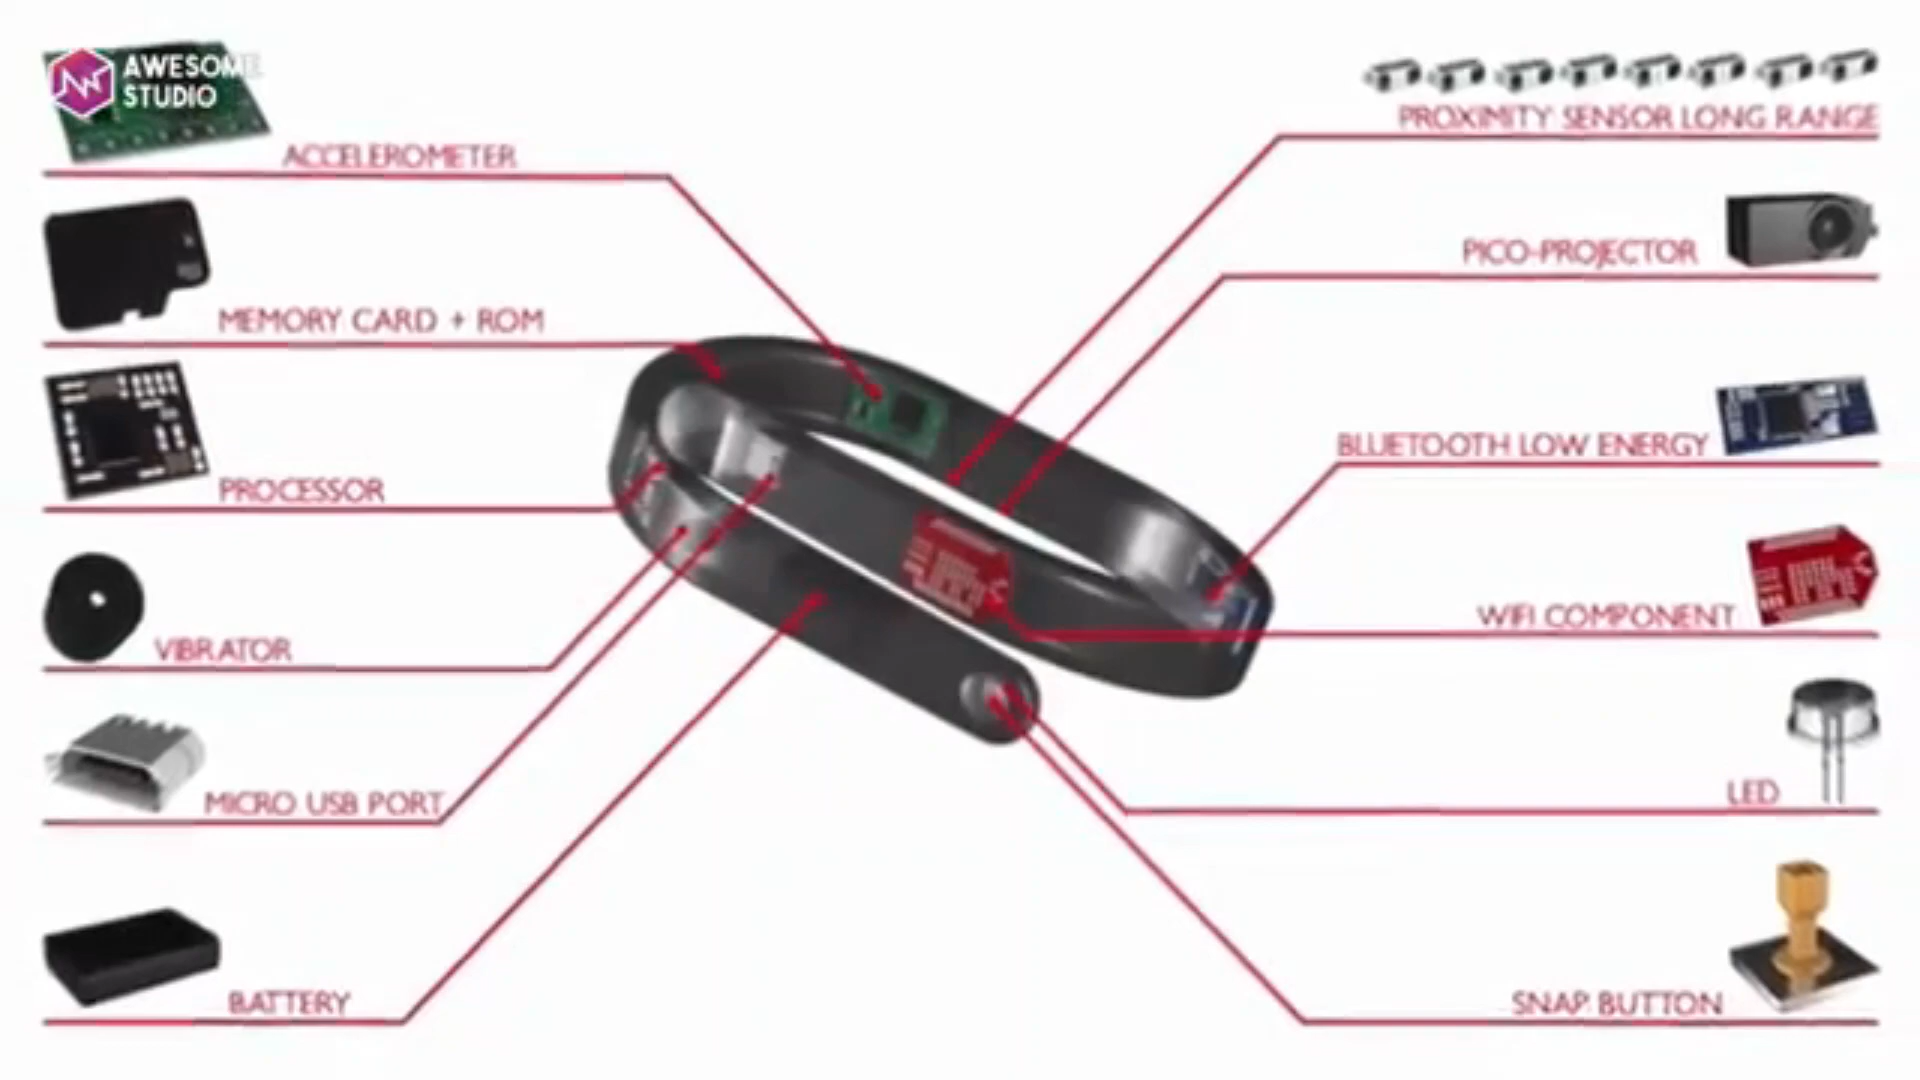 AWESOME
STUDIO
ACCELEROMETER
MEMORY CARD + ROM
PROCESSOR
VIBRATOR
MICRO USB PORT
BATTERY
PROXIMITY SENSOR LONG RANGE
PICO-PROJECTOR
BLUETOOTH LOW ENERGY
WIFI COMPONENT
LED
SNAP BUTTON